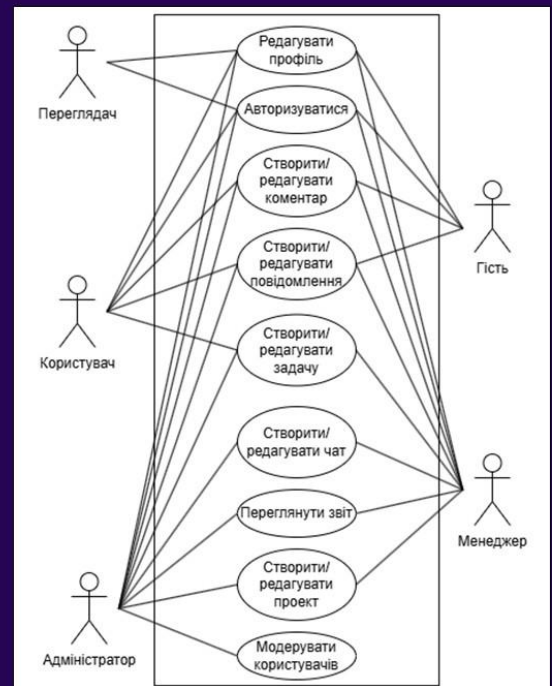 Редагувати
профіль
Переглядач
Авторизуватися
Створити/
редагувати
коментар
Гість
Створити/
редагувати
повідомлення
Користувач
Створити/
редагувати
задачу
Створити/
редагувати чат
Переглянути звіт
Менеджер
Створити/
редагувати
проект
Адміністратор
Модерувати
користувачів